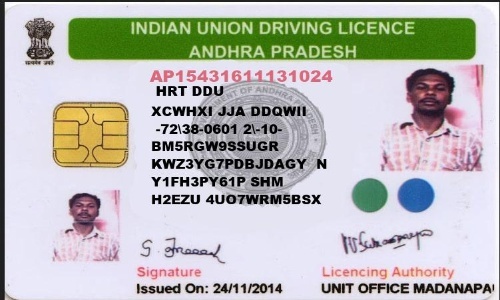 INDIAN UNION DRIVING LICENCE
ANDHRA PRADESH
AP15431611131024
HRT DDU
XCWHXI JJA DDQWII
-72\38-0601 2\-10-
BM5RGW9SSUGR
KWZ3YG7PDBJDAGY N
Y1FH3PY61P SHM
H2EZU 4UO7WRM5BSX
Signature
Licencing Authority
Issued On: 24/11/2014
UNIT OFFICE MADANAPAL